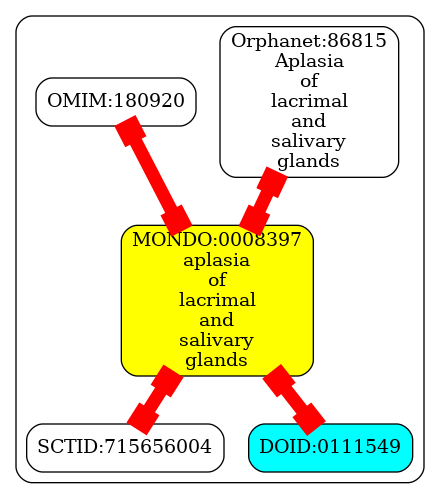 Orphanet:86815
Aplasia
of
lacrimal
and
salivary
glands
OMIM:180920
MONDO:0008397
aplasia
of
lacrimal
and
salivary
glands
SCTID:715656004
DOID:0111549